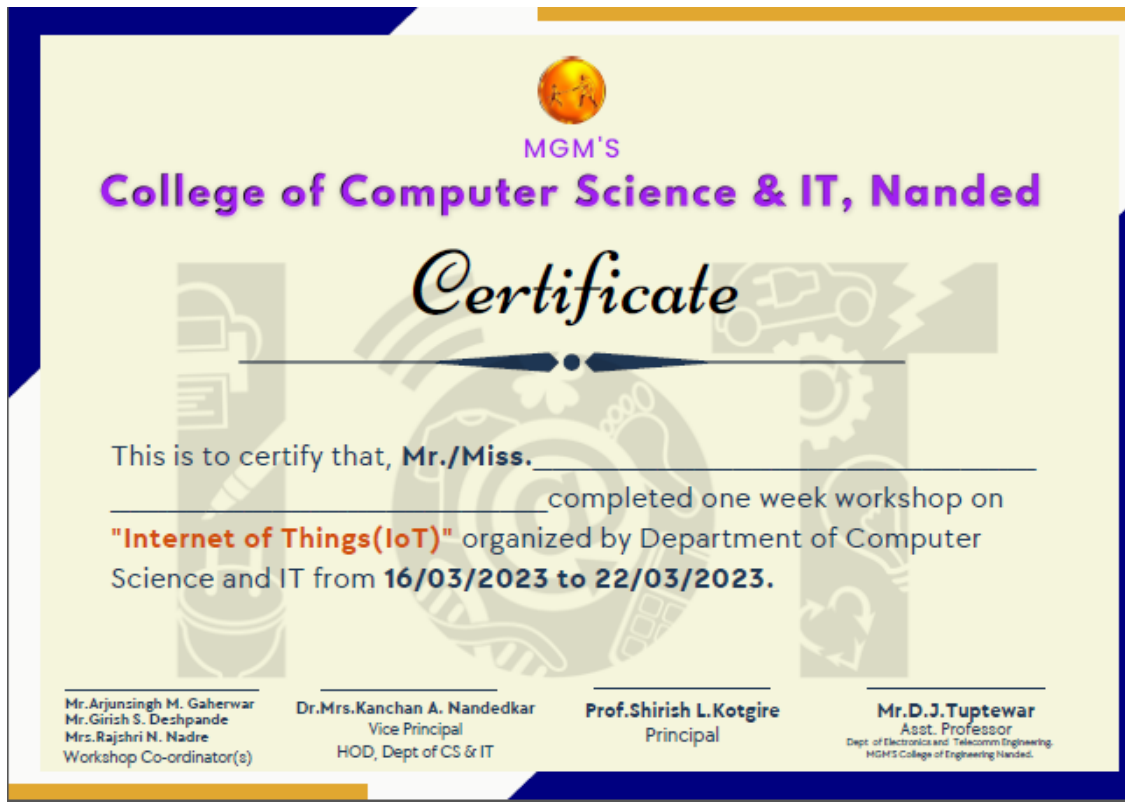 MGM'S
College of Computer Science & IT, Nanded
Certificate
This is to certify that, Mr./Miss.____________________________________
_______________________________completed one week workshop on
"Internet of Things(IoT)" organized by Department of Computer
Science and IT from 16/03/2023 to 22/03/2023.
Mr.Arjunsingh M. Gaherwar
Mr.Girish S. Deshpande
Mrs.Rajshri N. Nadre
Workshop Co-ordinator(s)
Dr.Mrs.Kanchan A. Nandedkar
Vice Principal
HOD, Dept of CS & IT
Prof.Shirish L.Kotgire
Principal
Mr.D.J.Tuptewar
Asst. Professor
Dept of Electronics and Telecomm Engineering.
MGM'S College of Engineering Nanded.